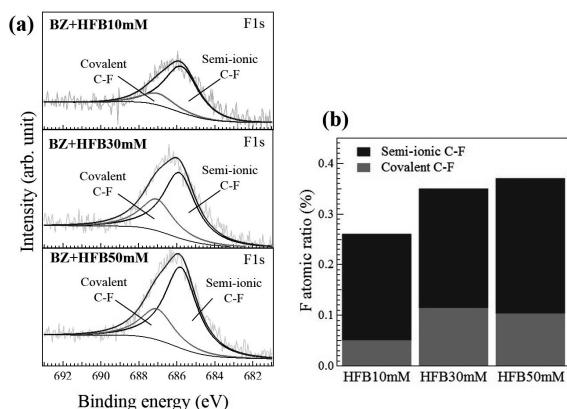 (a)
BZ+HFB10mM
F1s
Covalent
C-F
Semi-ionic
C-F
BZ+HFB30mM
F1s
Covalent
C-F
Semi-ionic
C-F
BZ+HFB50mM
F1s
Covalent
C-F
Semi-ionic
C-F
Intensity (arb. unit)
692 690 688 686 684 682
Binding energy (eV)
(b)
Semi-ionic C-F
Covalent C-F
F atomic ratio (%)
0.4
0.3
0.2
0.1
0.0
HFB10mM HFB30mM HFB50mM